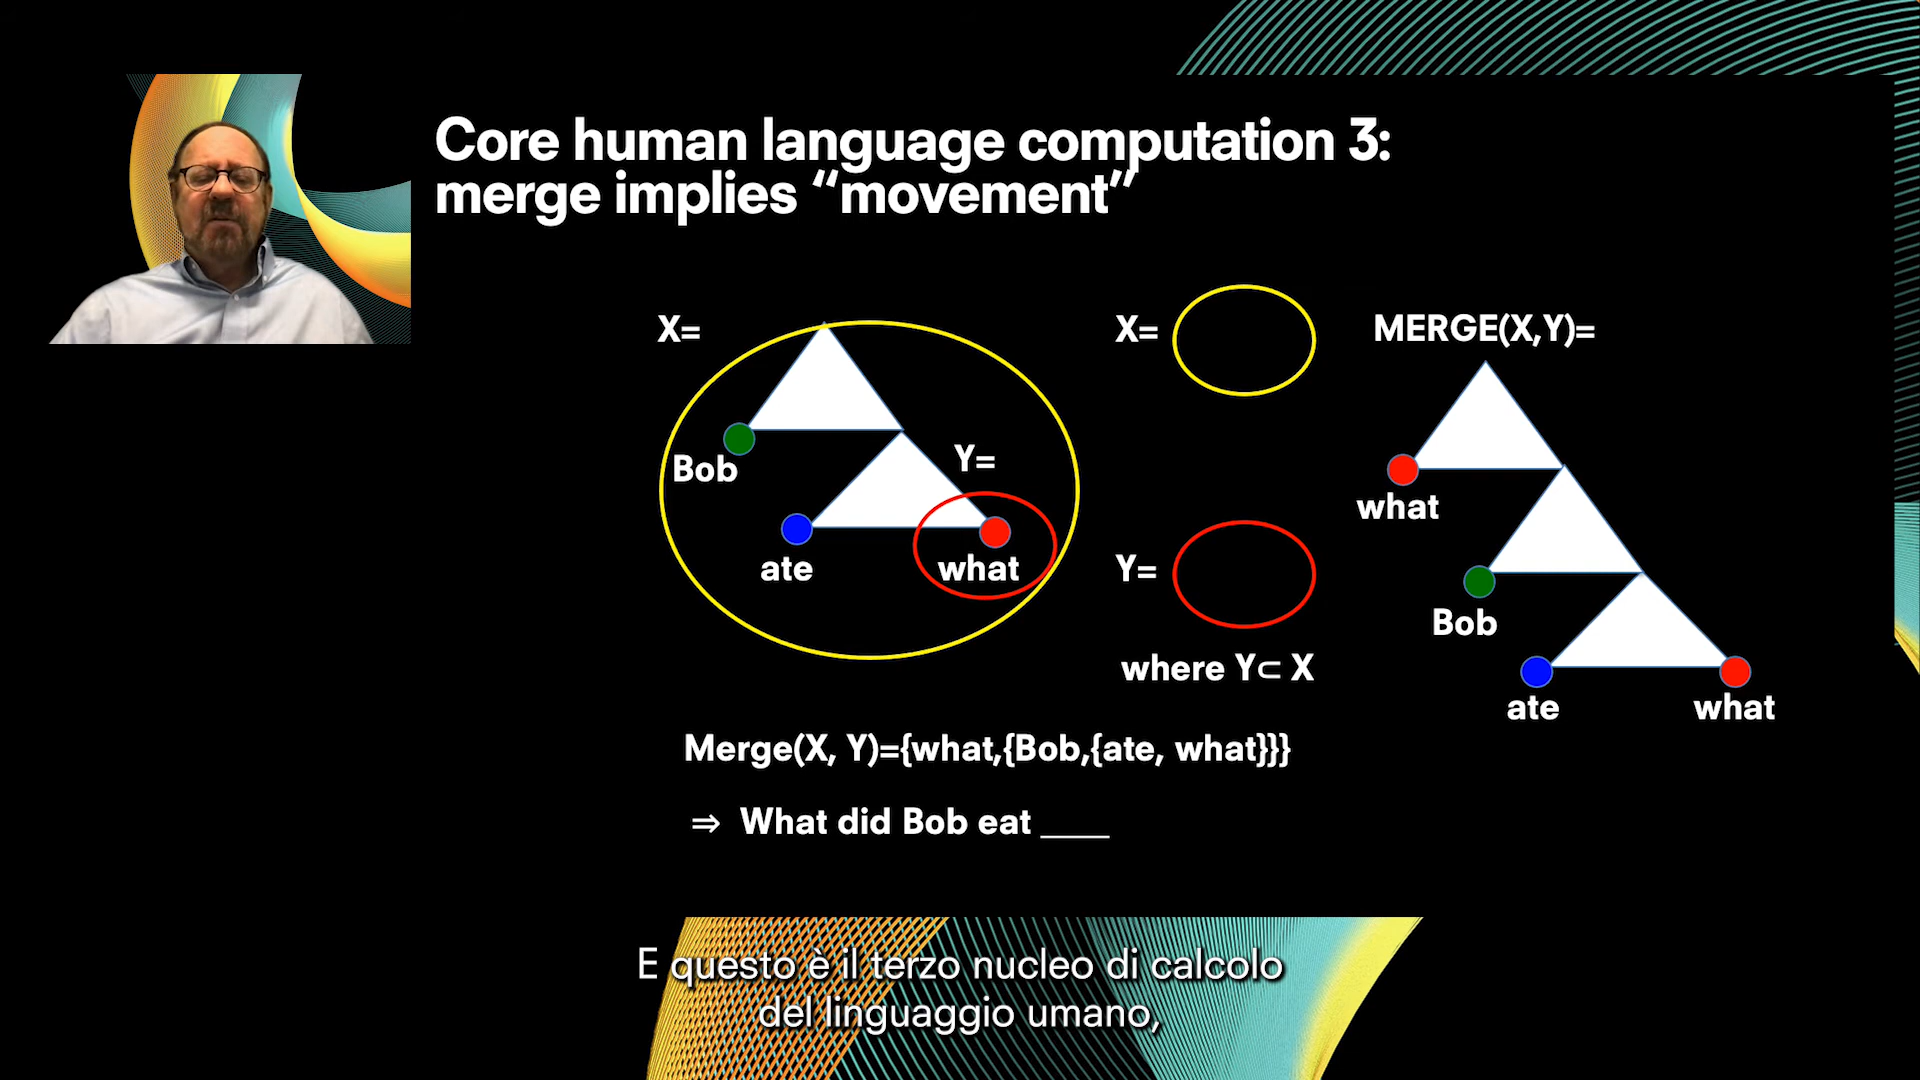 Core human language computation 3:
merge implies “movement”
X=
Bob
Y=
ate
what
X=
Y=
where Y⊂ X
MERGE(X,Y)=
what
Bob
ate
what
Merge(X, Y)={what,{Bob,{ate, what}}}
⇒ What did Bob eat ____
E questo è il terzo nucleo di calcolo
del linguaggio umano,